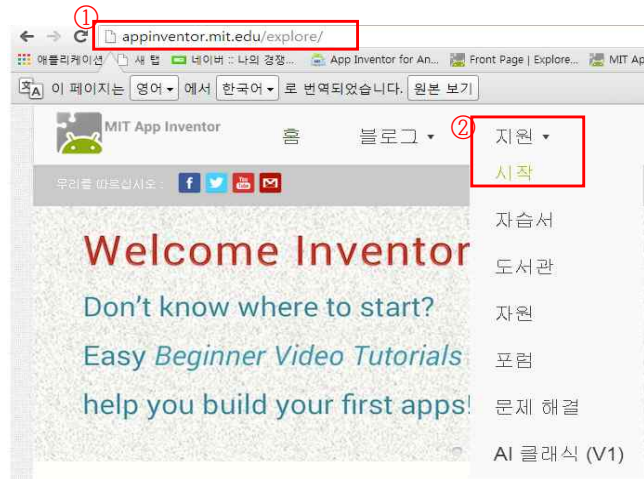 ①
appinventor.mit.edu/explore/
애플리케이션 새 탭 네이버 :: 나의 경쟁... App Inventor for An... Front Page | Explore... MIT Ap
이 페이지는 영어 에서 한국어 로 번역되었습니다. 원본 보기
MIT App Inventor 홈 블로그 ② 지원
우리를 따르십시오 :
시작
자습서
도서관
자원
포럼
문제 해결
AI 클래식 (V1)
Welcome Inventor
Don't know where to start?
Easy Beginner Video Tutorials
help you build your first apps!